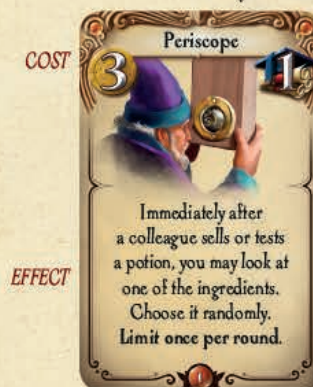 Periscope
COST
3
1
Immediately after
a colleague sells or tests
a potion, you may look at
one of the ingredients.
Choose it randomly.
Limit once per round.
EFFECT
I